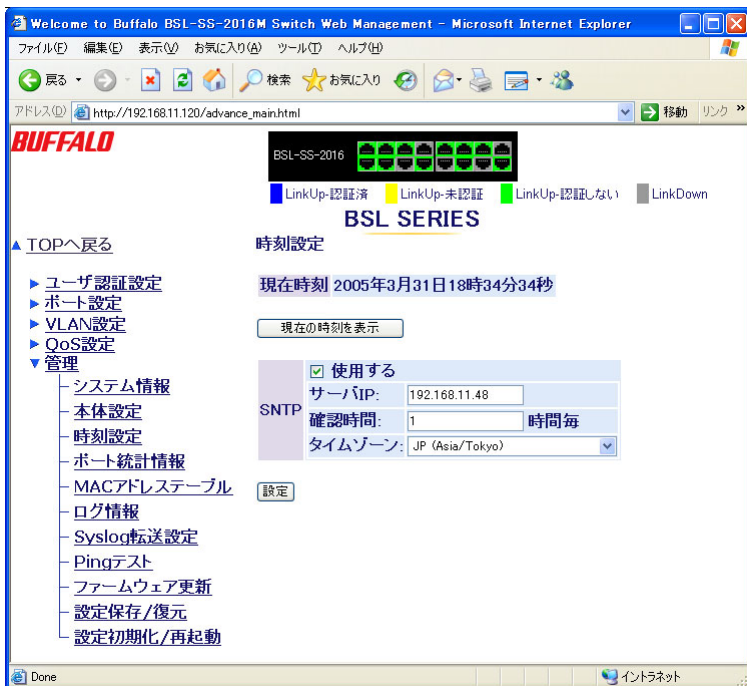 Welcome to Buffalo BSL-SS-2016M Switch Web Management - Microsoft Internet Explorer
ファイル(F) 編集(E) 表示(V) お気に入り(A) ツール(T) ヘルプ(H)
戻る 検索 お気に入り
アドレス(D) http://192.168.11.120/advance_main.html 移動 リンク »
BUFFALO
BSL-SS-2016
LinkUp-認証済 LinkUp-未認証 LinkUp-認証しない LinkDown
BSL SERIES
TOPへ戻る
時刻設定
ユーザ認証設定
ポート設定
VLAN設定
QoS設定
管理
システム情報
本体設定
時刻設定
ポート統計情報
MACアドレステーブル
ログ情報
Syslog転送設定
Pingテスト
ファームウェア更新
設定保存/復元
設定初期化/再起動
現在時刻 2005年3月31日18時34分34秒
現在の時刻を表示
SNTP
使用する
サーバIP: 192.168.11.48
確認時間: 1 時間毎
タイムゾーン: JP (Asia/Tokyo)
設定
Done イントラネット